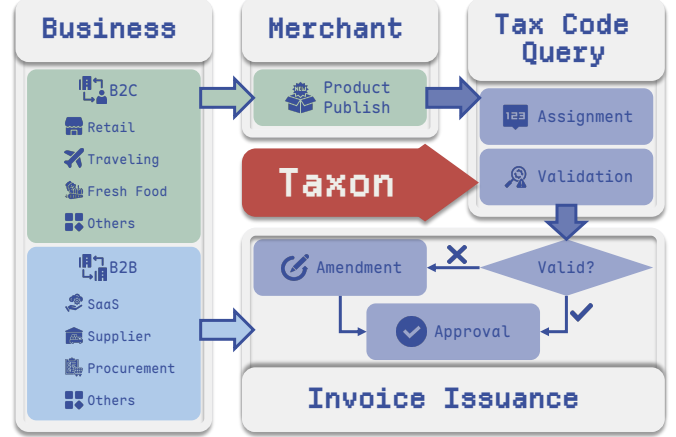 Business
B2C
Retail
Traveling
Fresh Food
Others
B2B
SaaS
Supplier
Procurement
Others
Merchant
NEW
Product
Publish
Tax Code
Query
123
Assignment
Validation
Taxon
Amendment
Valid?
Approval
Invoice Issuance